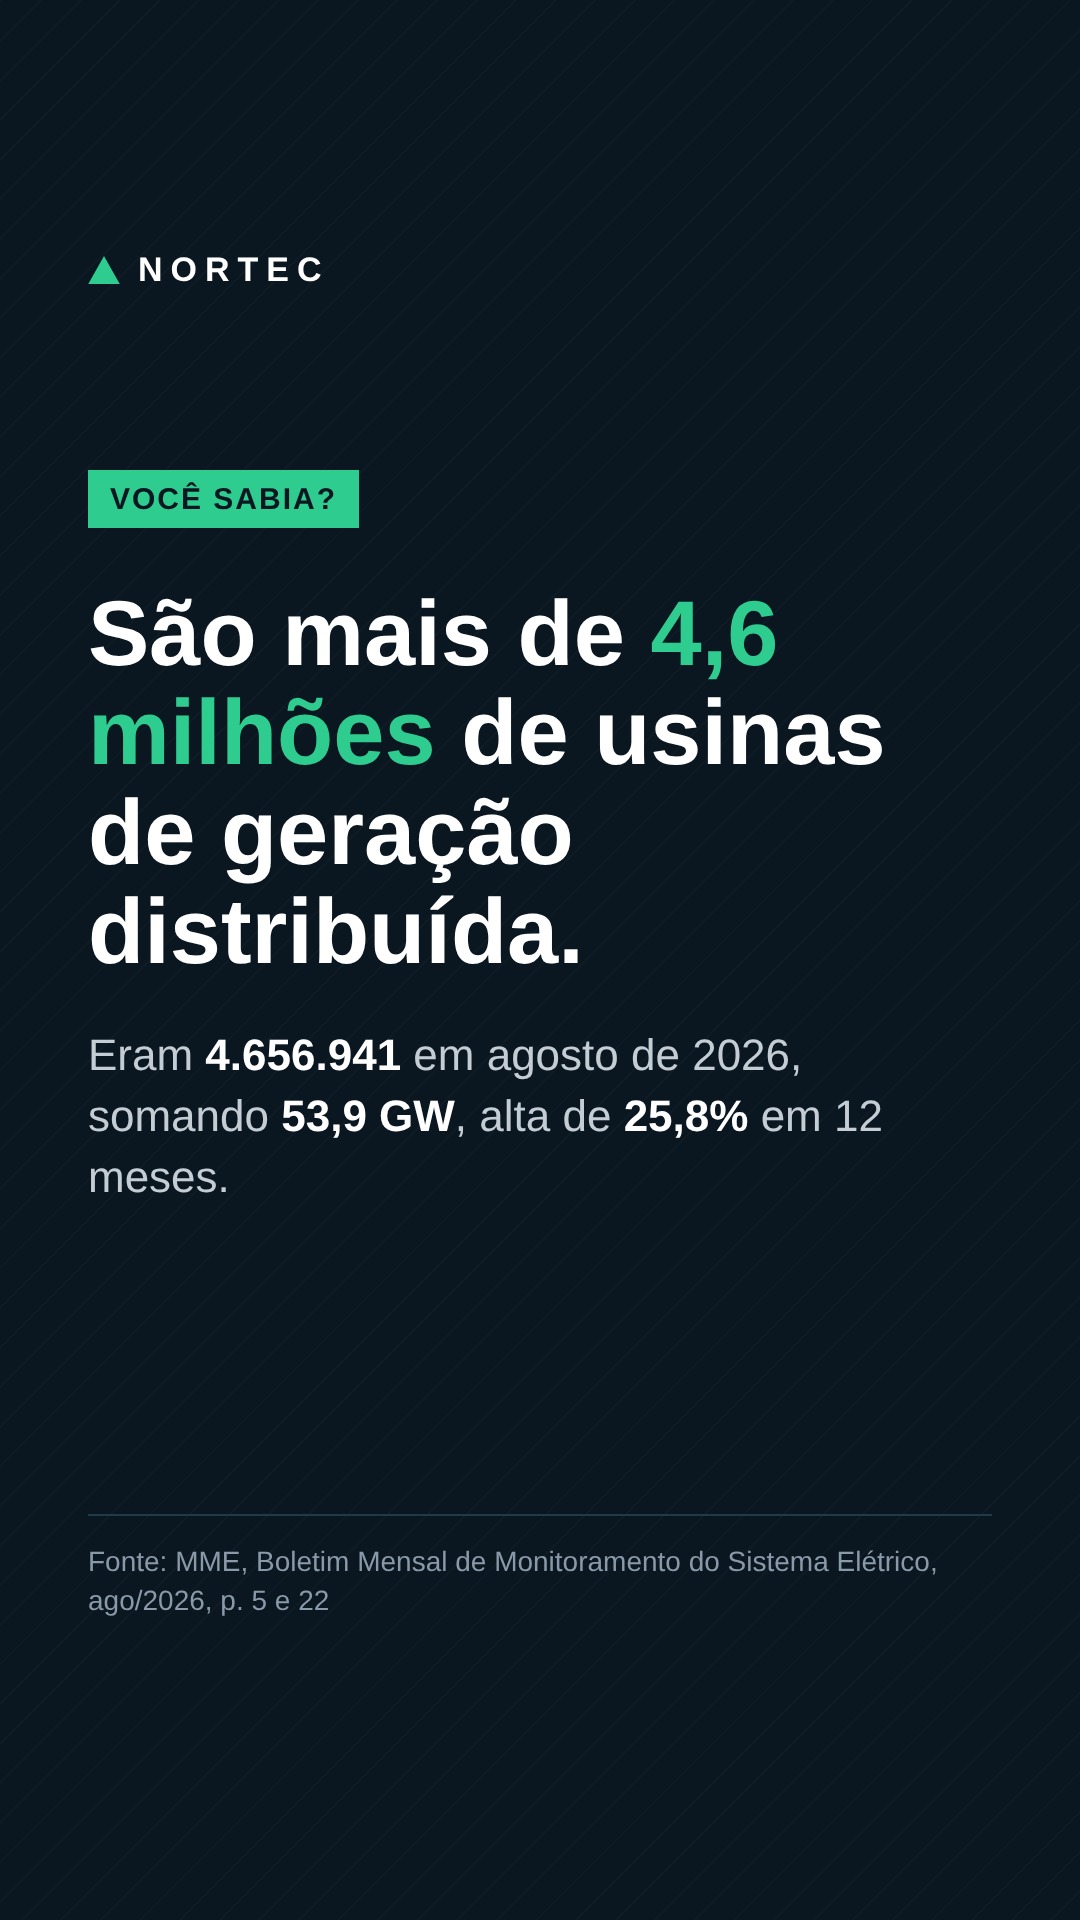 NORTEC
VOCÊ SABIA?
São mais de 4,6
milhões de usinas
de geração
distribuída.
Eram 4.656.941 em agosto de 2026,
somando 53,9 GW, alta de 25,8% em 12
meses.
Fonte: MME, Boletim Mensal de Monitoramento do Sistema Elétrico,
ago/2026, p. 5 e 22